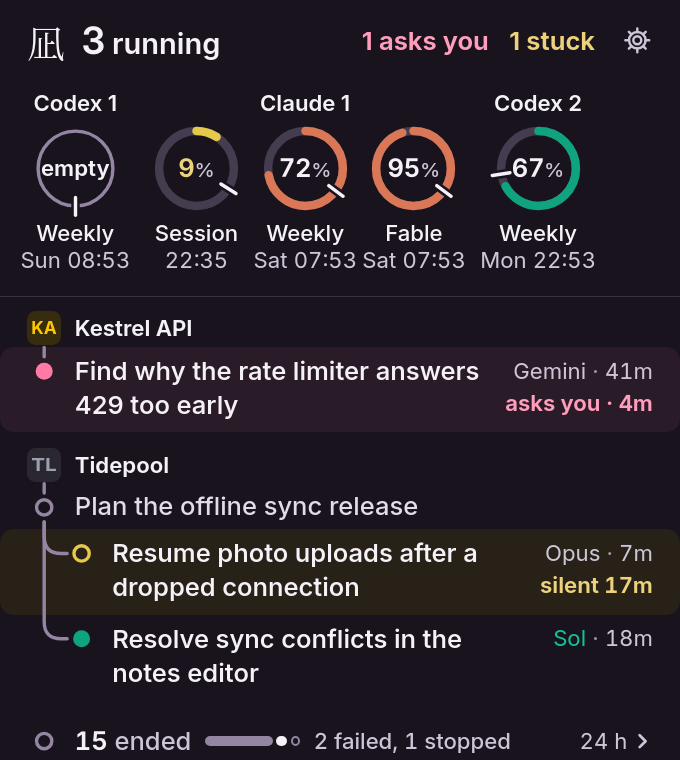 凪 3 running 1 asks you 1 stuck
Codex 1 Claude 1 Codex 2
empty 9% 72% 95% 67%
Weekly Session Weekly Fable Weekly
Sun 08:53 22:35 Sat 07:53 Sat 07:53 Mon 22:53
KA Kestrel API
Find why the rate limiter answers Gemini · 41m
429 too early asks you · 4m
TL Tidepool
Plan the offline sync release
Resume photo uploads after a Opus · 7m
dropped connection silent 17m
Resolve sync conflicts in the Sol · 18m
notes editor
15 ended 2 failed, 1 stopped 24 h